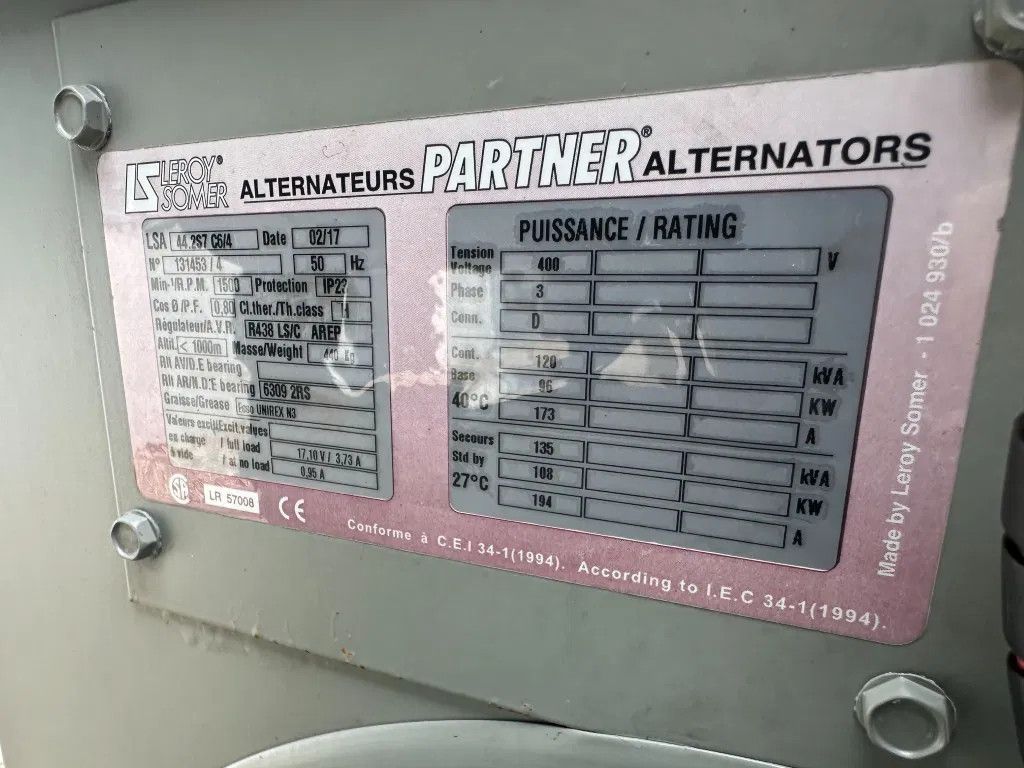 LEROY® SOMER ALTERNATEURS PARTNER® ALTERNATORS
LSA 44.2S7 C6/4 Date 02/17
N° 131453 / 4 50 Hz
Min-¹/R.P.M. 1500 Protection IP23
Cos Ø /P.F. 0,80 Cl.ther./Th.class H
Régulateur/A.V.R. R438 LS/C AREP
Altit. < 1000m Masse/Weight 440 Kg
Rlt AV/D.E bearing
Rlt AR/N.D.E bearing 6309 2RS
Graisse/Grease Esso UNIREX N3
Valeurs excit/Excit.values
en charge / full load 17,10 V / 3,73 A
à vide / at no load 0,95 A
LR 57008 CE
PUISSANCE / RATING
Tension
Voltage 400 V
Phase 3
Conn. D
Cont. 120 kVA
Base 96 KW
40°C 173 A
Secours 135 kVA
Std by 108 KW
27°C 194 A
Conforme à C.E.I 34-1(1994). According to I.E.C 34-1(1994).
Made by Leroy Somer - 1 024 930/b